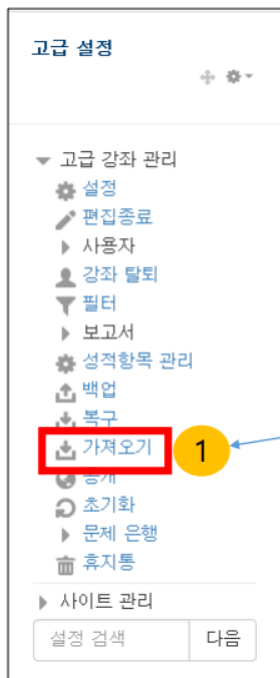 고급 설정
고급 강좌 관리
설정
편집종료
사용자
강좌 탈퇴
필터
보고서
성적항목 관리
백업
복구
가져오기 1
공개
초기화
문제 은행
휴지통
사이트 관리
설정 검색 다음